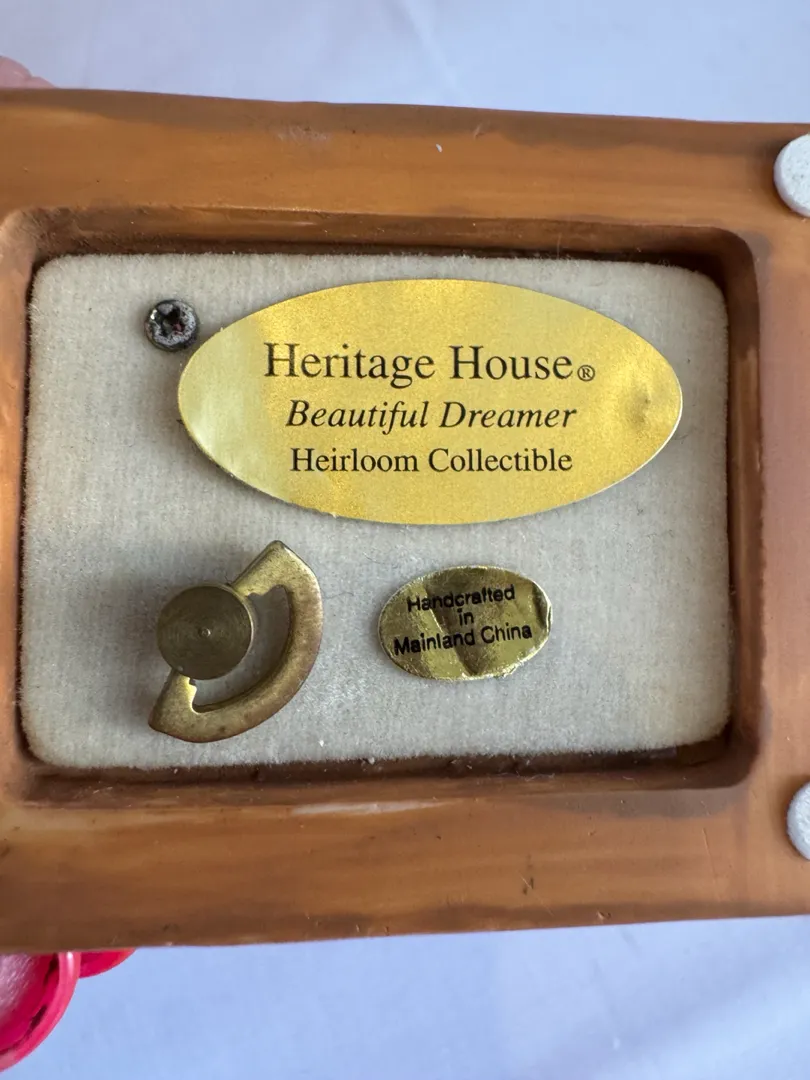 Heritage House®
Beautiful Dreamer
Heirloom Collectible
Handcrafted
in
Mainland China